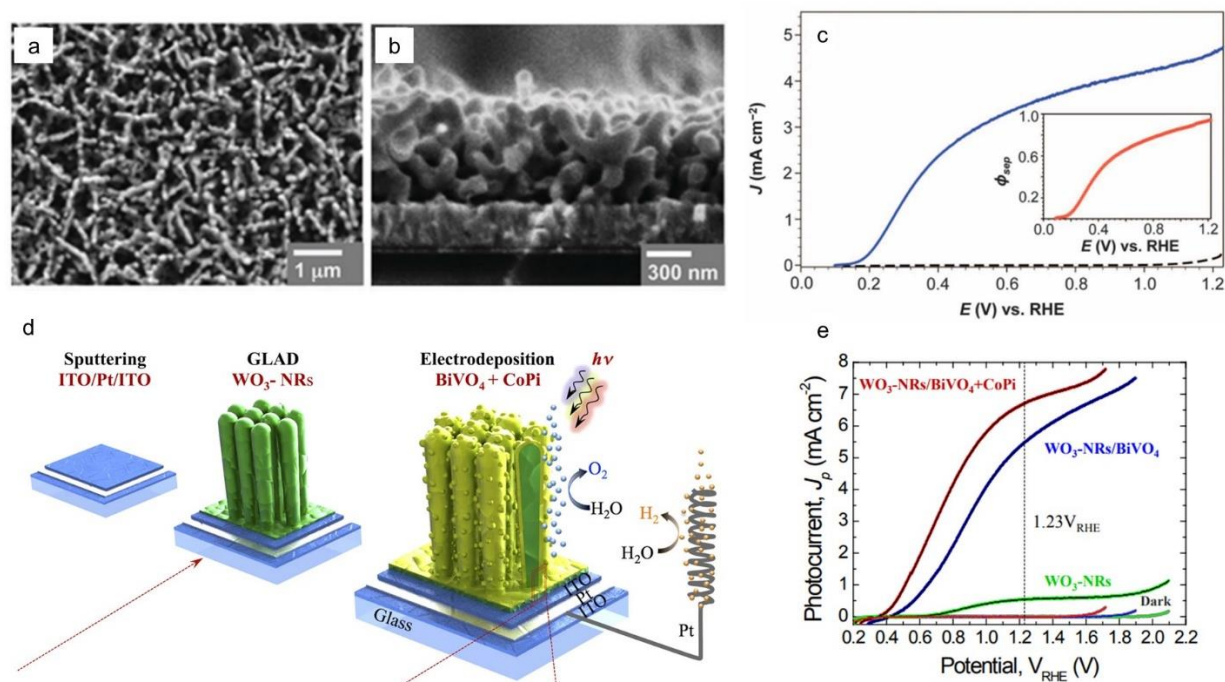 a
1 μm
b
300 nm
c
5
4
3
2
1
0
0.0
0.2
0.4
0.6
0.8
1.0
1.2
J (mA cm⁻²)
E (V) vs. RHE
1.0
0.6
0.2
ϕsep
0.0
0.4
0.8
1.2
E (V) vs. RHE
d
Sputtering
ITO/Pt/ITO
GLAD
WO₃- NRs
Electrodeposition
BiVO₄ + CoPi
hν
O₂
H₂O
H₂
H₂O
ITO
Pt
ITO
Glass
Pt
e
8
7
6
5
4
3
2
1
0
Photocurrent, Jp (mA cm⁻²)
WO₃-NRs/BiVO₄+CoPi
WO₃-NRs/BiVO₄
1.23VRHE
WO₃-NRs
Dark
0.2 0.4 0.6 0.8 1.0 1.2 1.4 1.6 1.8 2.0 2.2
Potential, VRHE (V)